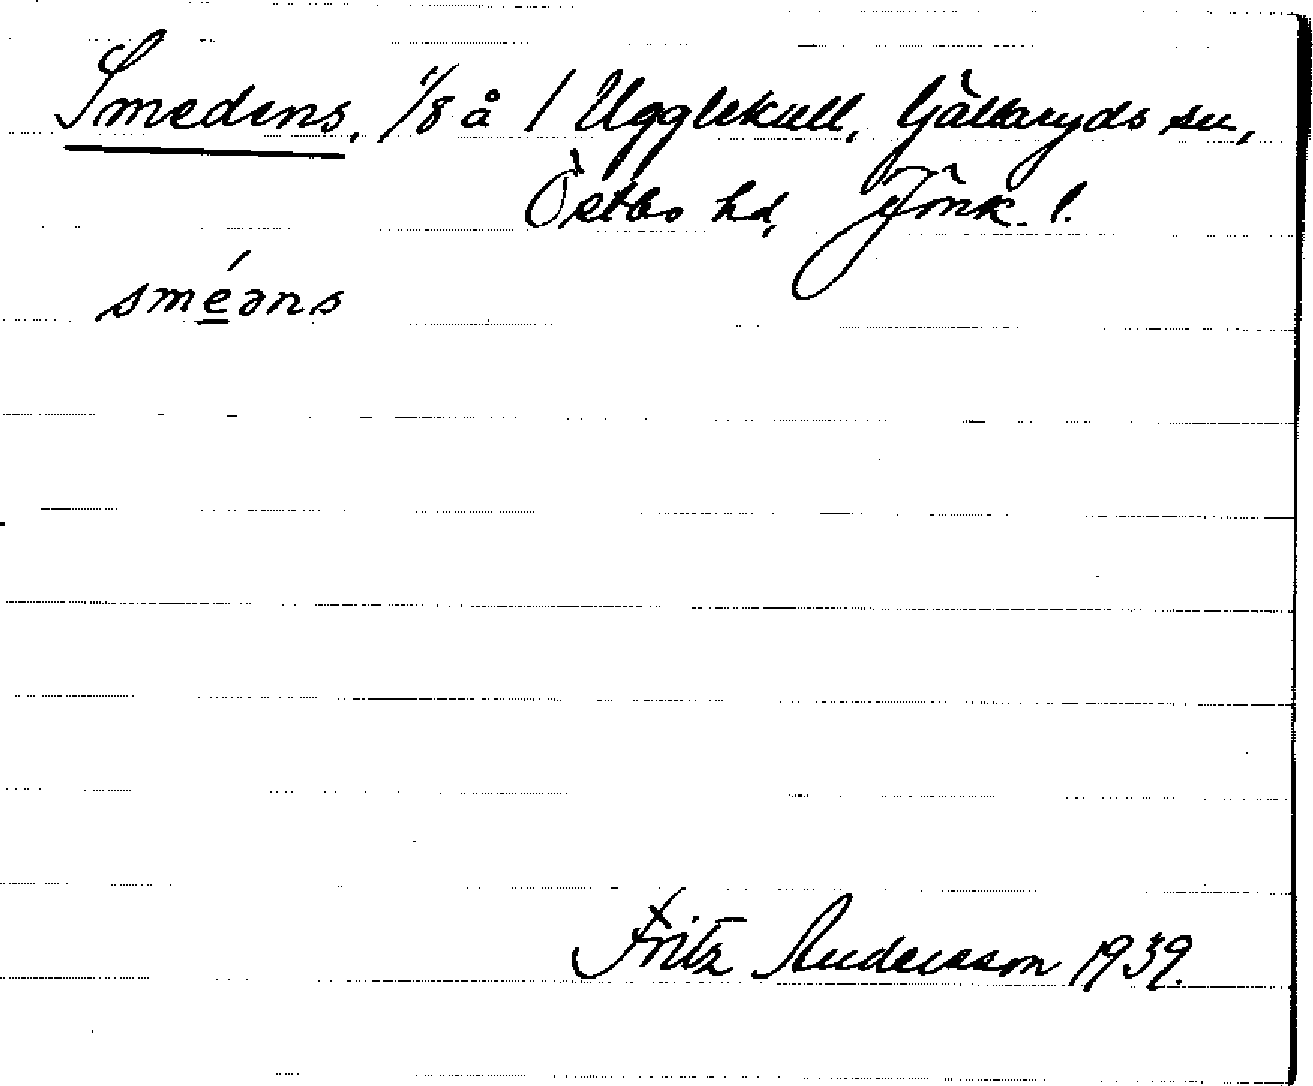 Smedens, 1/8 å 1 Ugglekull, Gällaryds sn,
Östbo hd, Jönk. l.
sméəns
Fritz Andersson 1939.